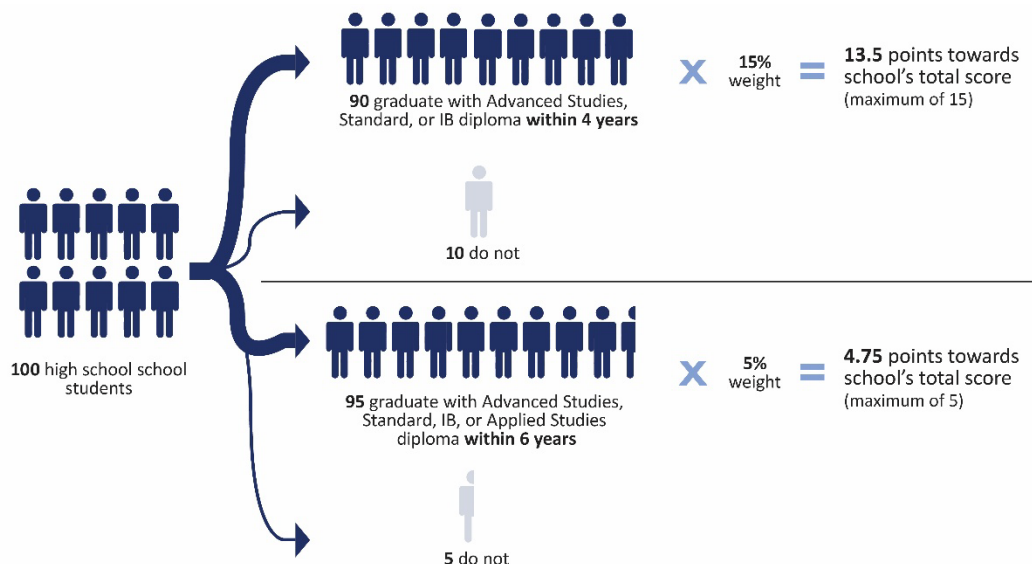 100 high school school
students
90 graduate with Advanced Studies,
Standard, or IB diploma within 4 years
X
15%
weight
=
13.5 points towards
school's total score
(maximum of 15)
10 do not
95 graduate with Advanced Studies,
Standard, IB, or Applied Studies
diploma within 6 years
X
5%
weight
=
4.75 points towards
school's total score
(maximum of 5)
5 do not